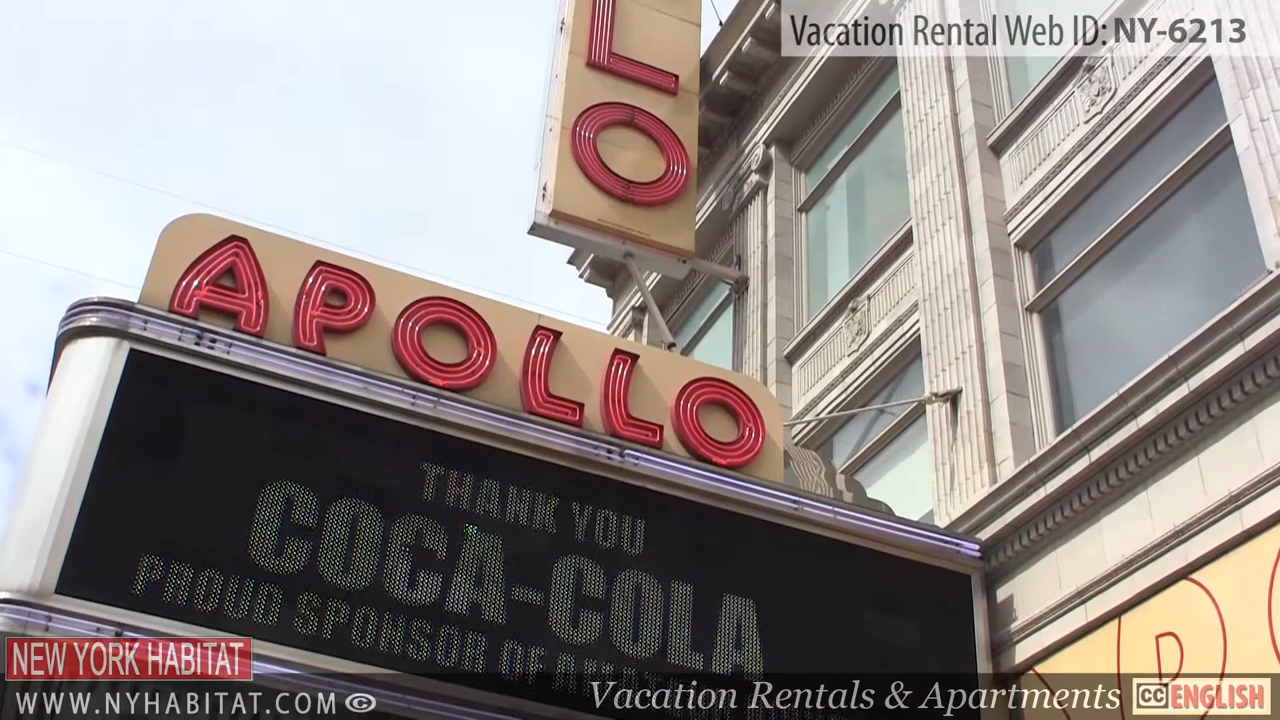 Vacation Rental Web ID: NY-6213
LO
APOLLO
THANK YOU
COCA-COLA
PROUD SPONSOR OF
NEW YORK HABITAT
WWW.NYHABITAT.COM ©
Vacation Rentals & Apartments
CC ENGLISH